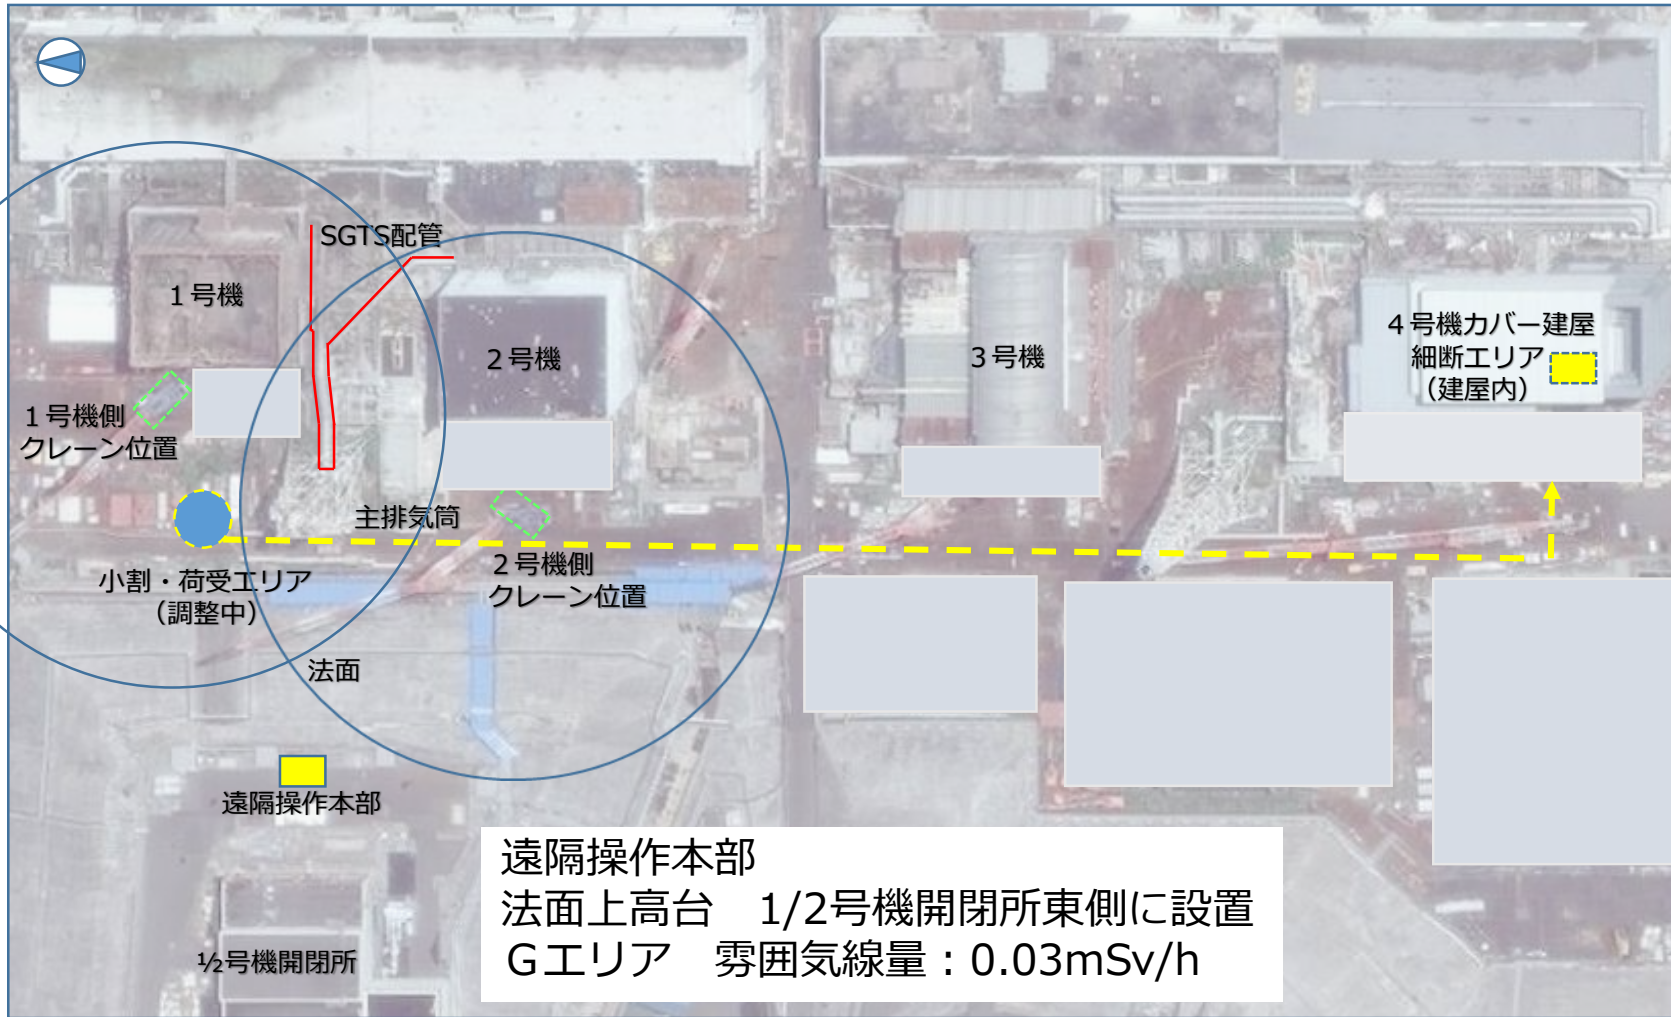 SGTS配管
１号機
２号機
３号機
４号機カバー建屋
細断エリア
（建屋内）
１号機側
クレーン位置
主排気筒
２号機側
クレーン位置
小割・荷受エリア
（調整中）
法面
遠隔操作本部
½号機開閉所
遠隔操作本部
法面上高台　1/2号機開閉所東側に設置
Ｇエリア　雰囲気線量：0.03mSv/h